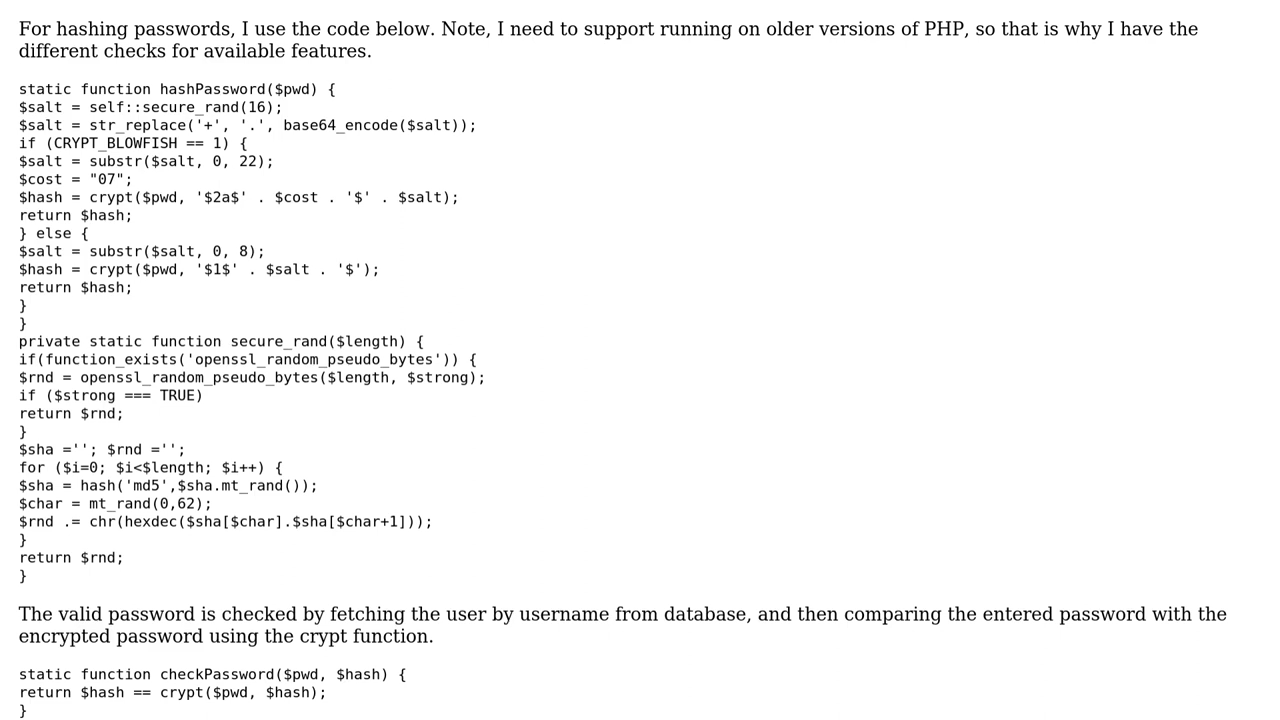 For hashing passwords, I use the code below. Note, I need to support running on older versions of PHP, so that is why I have the
different checks for available features.
static function hashPassword($pwd) {
$salt = self::secure_rand(16);
$salt = str_replace('+', '.', base64_encode($salt));
if (CRYPT_BLOWFISH == 1) {
$salt = substr($salt, 0, 22);
$cost = "07";
$hash = crypt($pwd, '$2a$' . $cost . '$' . $salt);
return $hash;
} else {
$salt = substr($salt, 0, 8);
$hash = crypt($pwd, '$1$' . $salt . '$');
return $hash;
}
}
private static function secure_rand($length) {
if(function_exists('openssl_random_pseudo_bytes')) {
$rnd = openssl_random_pseudo_bytes($length, $strong);
if ($strong === TRUE)
return $rnd;
}
$sha =''; $rnd ='';
for ($i=0; $i<$length; $i++) {
$sha = hash('md5',$sha.mt_rand());
$char = mt_rand(0,62);
$rnd .= chr(hexdec($sha[$char].$sha[$char+1]));
}
return $rnd;
}
The valid password is checked by fetching the user by username from database, and then comparing the entered password with the
encrypted password using the crypt function.
static function checkPassword($pwd, $hash) {
return $hash == crypt($pwd, $hash);
}